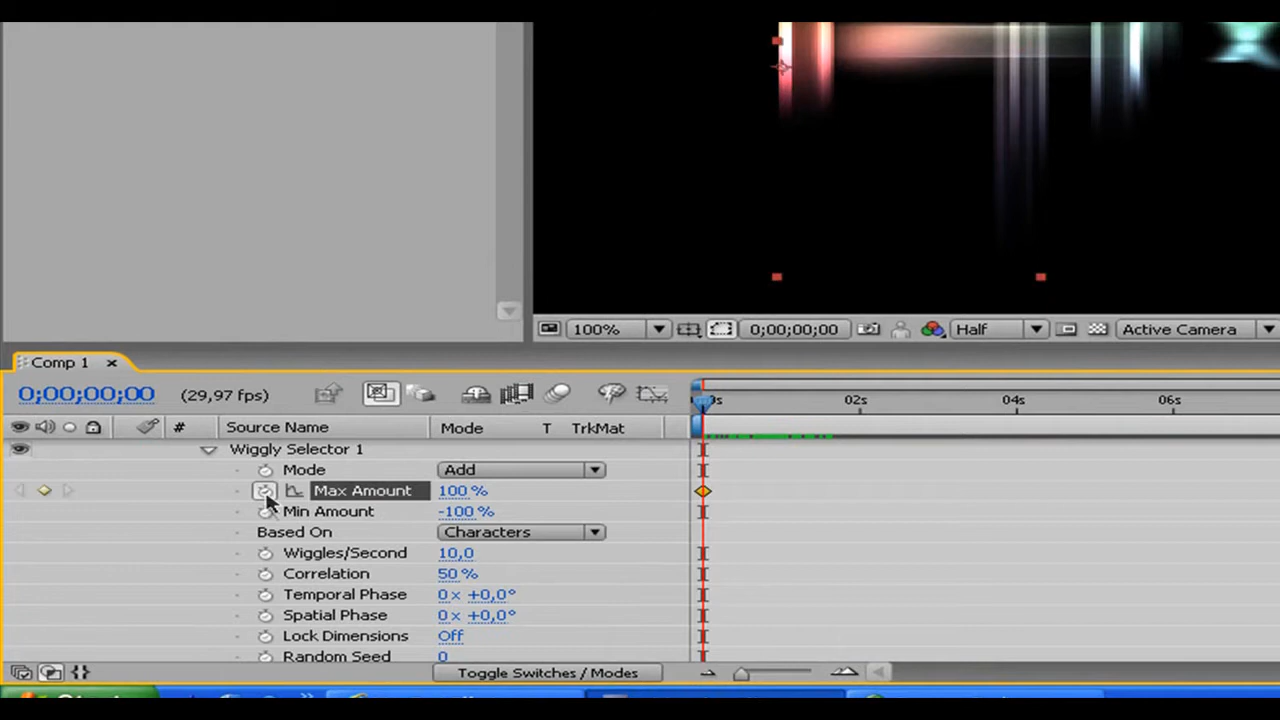 100%
0;00;00;00
Half
Active Camera
Comp 1
0;00;00;00
(29,97 fps)
0s
02s
04s
06s
#
Source Name
Mode
T
TrkMat
Wiggly Selector 1
Mode
Add
Max Amount
100 %
Min Amount
-100 %
Based On
Characters
Wiggles/Second
10,0
Correlation
50 %
Temporal Phase
0 x +0,0°
Spatial Phase
0 x +0,0°
Lock Dimensions
Off
Random Seed
0
Toggle Switches / Modes